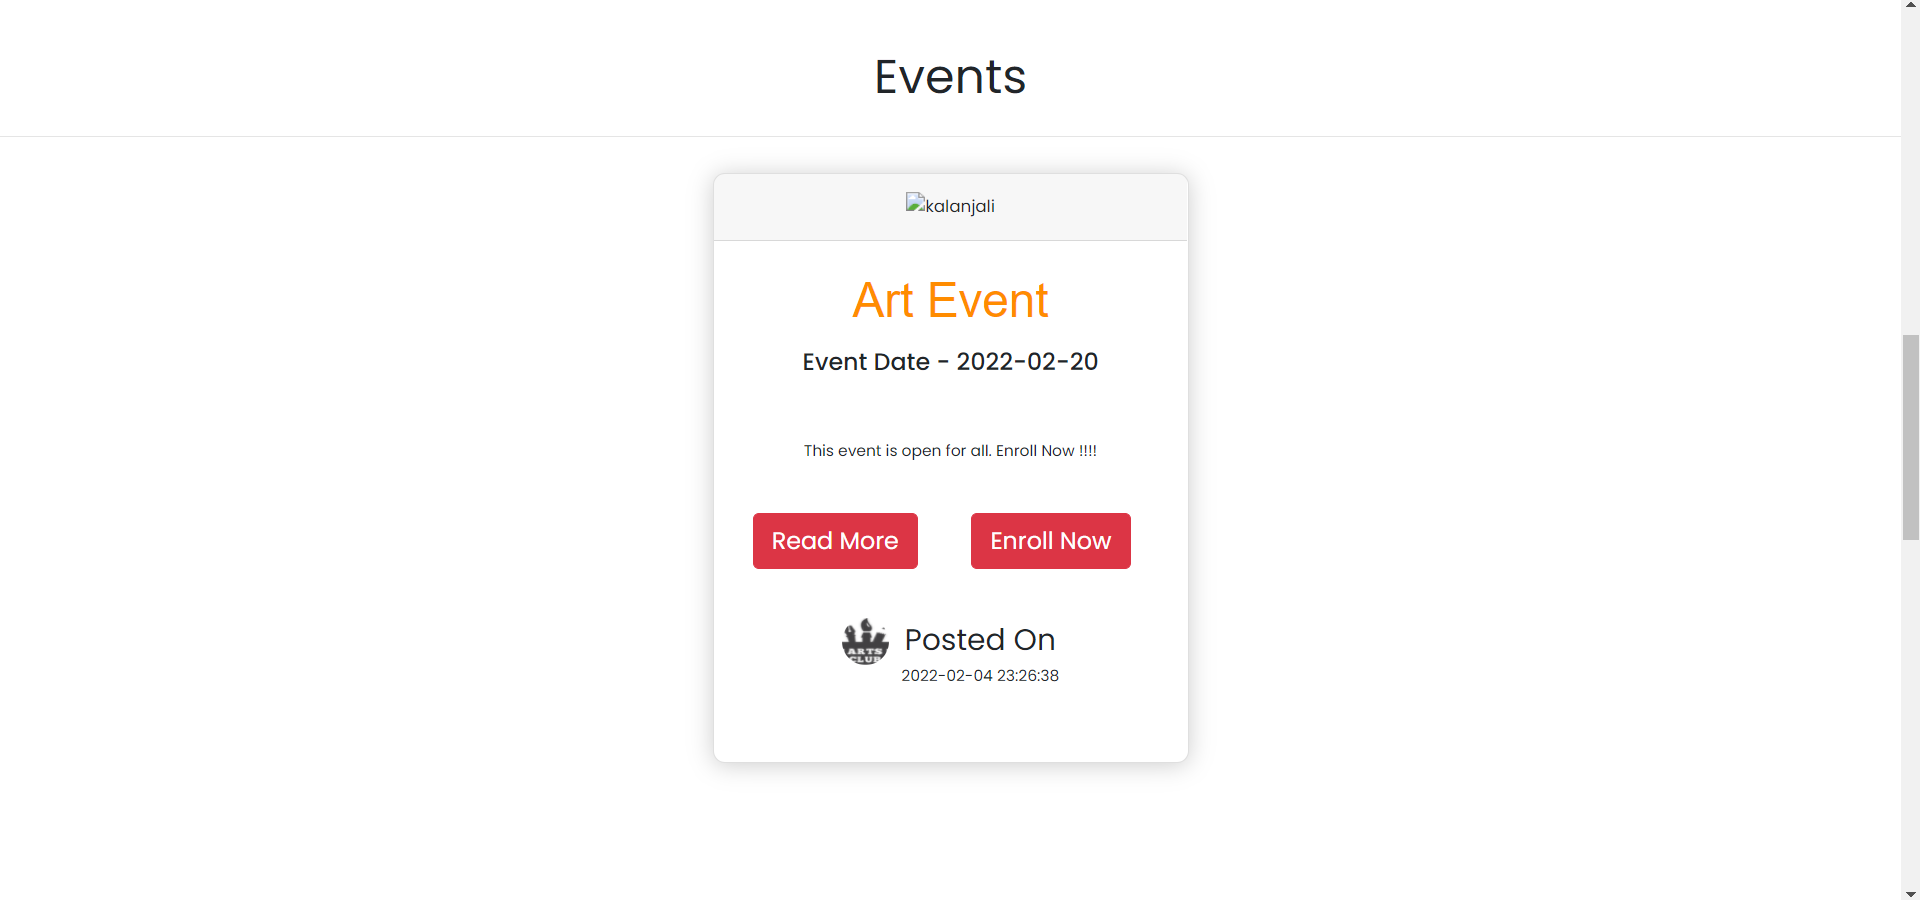 Events
kalanjali
Art Event
Event Date - 2022-02-20
This event is open for all. Enroll Now !!!!
Read More
Enroll Now
ARTS
CLUB
Posted On
2022-02-04 23:26:38